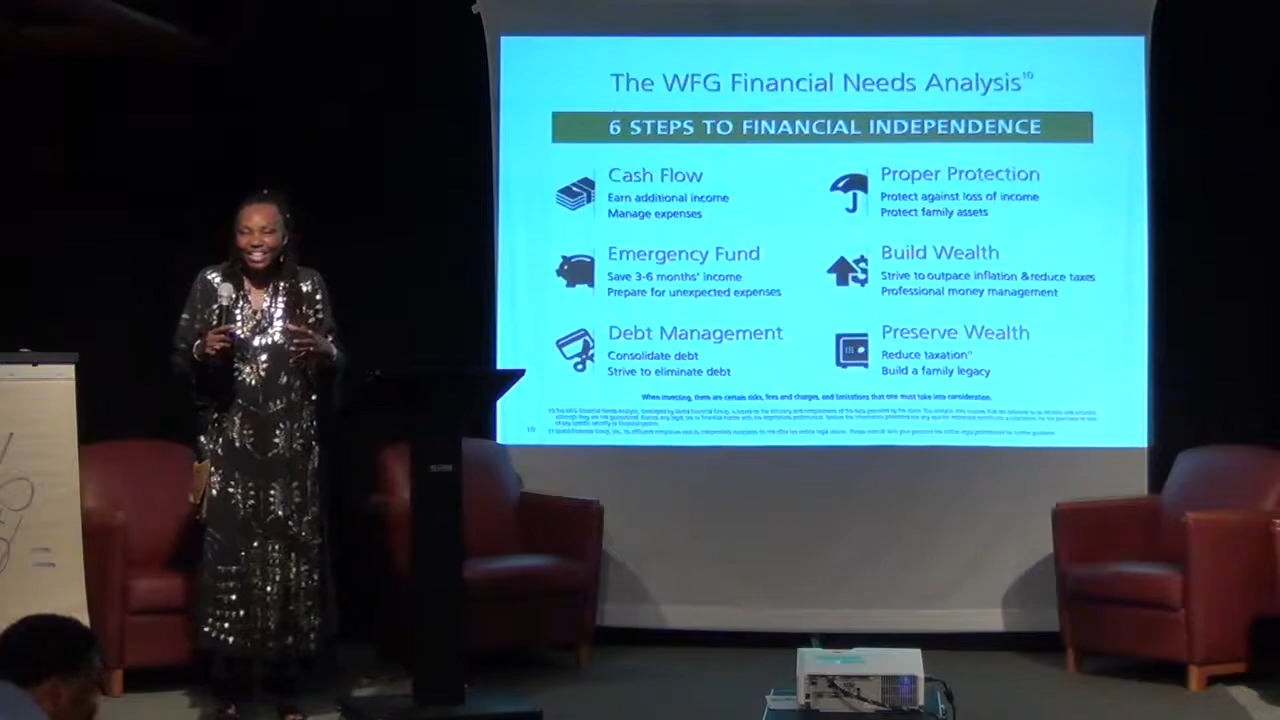 The WFG Financial Needs Analysis¹⁰
6 STEPS TO FINANCIAL INDEPENDENCE
Cash Flow
Earn additional income
Manage expenses
Emergency Fund
Save 3-6 months' income
Prepare for unexpected expenses
Debt Management
Consolidate debt
Strive to eliminate debt
Proper Protection
Protect against loss of income
Protect family assets
Build Wealth
Strive to outpace inflation & reduce taxes
Professional money management
Preserve Wealth
Reduce taxation¹¹
Build a family legacy
When investing, there are certain risks, fees and charges, and limitations that one must take into consideration.